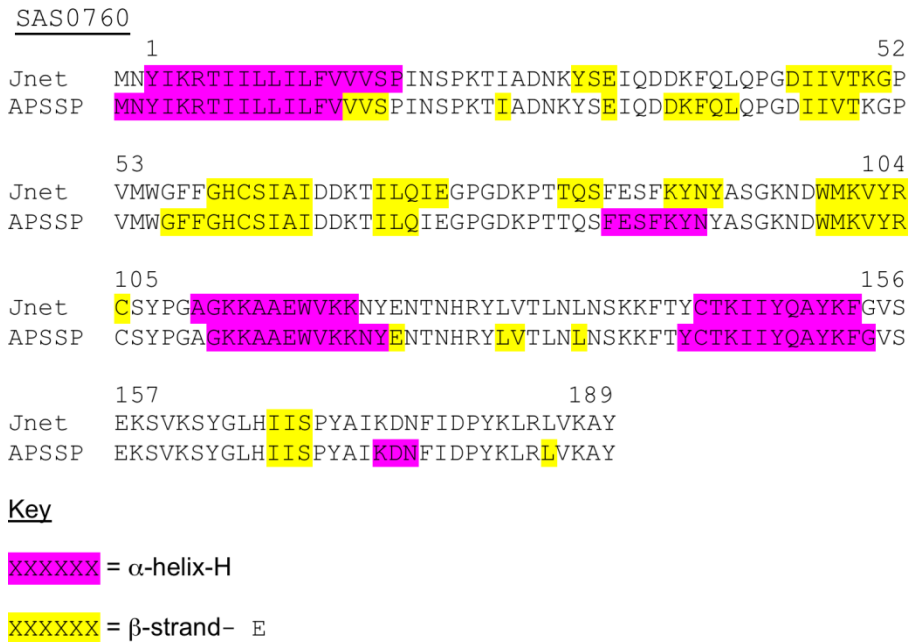 SAS0760
1 52
Jnet MNYIKRTIILLILFVVVSPINSPKTIADNKYSEIQDDKFQLQPGDIIVTKGP
APSSP MNYIKRTIILLILFVVVSPINSPKTIADNKYSEIQDDKFQLQPGDIIVTKGP
53 104
Jnet VMWGFFGHCSIAIDDKTILQIEGPGDKPTTQSFESFKYNYASGKNDWMKVYR
APSSP VMWGFFGHCSIAIDDKTILQIEGPGDKPTTQSFESFKYNYASGKNDWMKVYR
105 156
Jnet CSYPGAGKKAAEWVKKNYENTNHRYLVTLNLNSKKFTYCTKIIYQAYKFGVS
APSSP CSYPGAGKKAAEWVKKNYENTNHRYLVTLNLNSKKFTYCTKIIYQAYKFGVS
157 189
Jnet EKSVKSYGLHIISPYAIKDNFIDPYKLRLVKAY
APSSP EKSVKSYGLHIISPYAIKDNFIDPYKLRLVKAY
Key
XXXXXX = α-helix-H
XXXXXX = β-strand- E